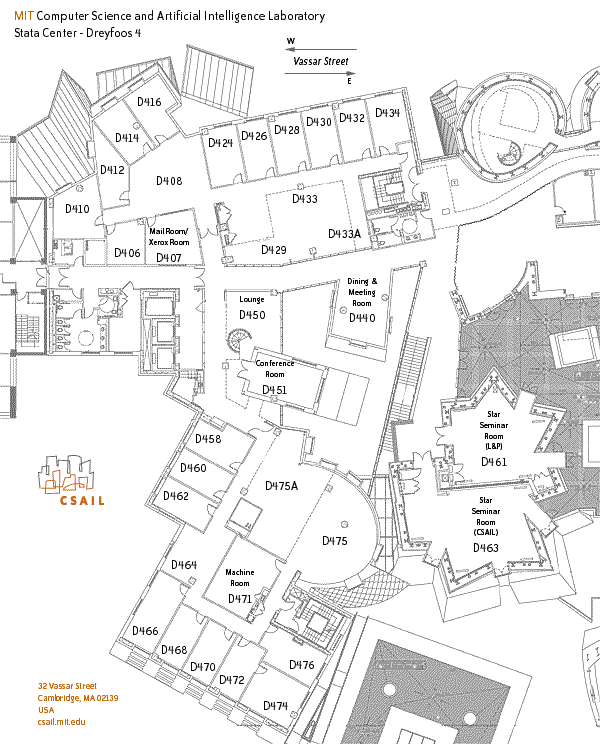 MIT Computer Science and Artificial Intelligence Laboratory
Stata Center - Dreyfoos 4
W
Vassar Street
E
D416
D414
D412
D408
D410
D424
D426
D428
D430
D432
D434
D433
D433A
D429
Mail Room/
Xerox Room
D406
D407
Lounge
D450
Dining &
Meeling
Room
D440
Conference
Room
D451
D458
D460
D462
D475A
D475
Star
Seminar
Room
(L&P)
D461
Star
Seminar
Room
(CSAIL)
D463
CSAIL
D464
Machine
Room
D471
D466
D468
D470
D472
D476
D474
32 Vassar Street
Cambridge, MA 02139
USA
csail.mit.edu